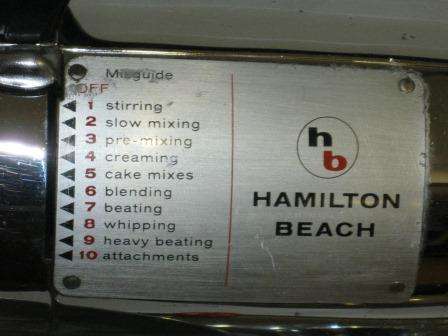 Mixguide
OFF
1 stirring
2 slow mixing
3 pre-mixing
4 creaming
5 cake mixes
6 blending
7 beating
8 whipping
9 heavy beating
10 attachments
hb
HAMILTON
BEACH